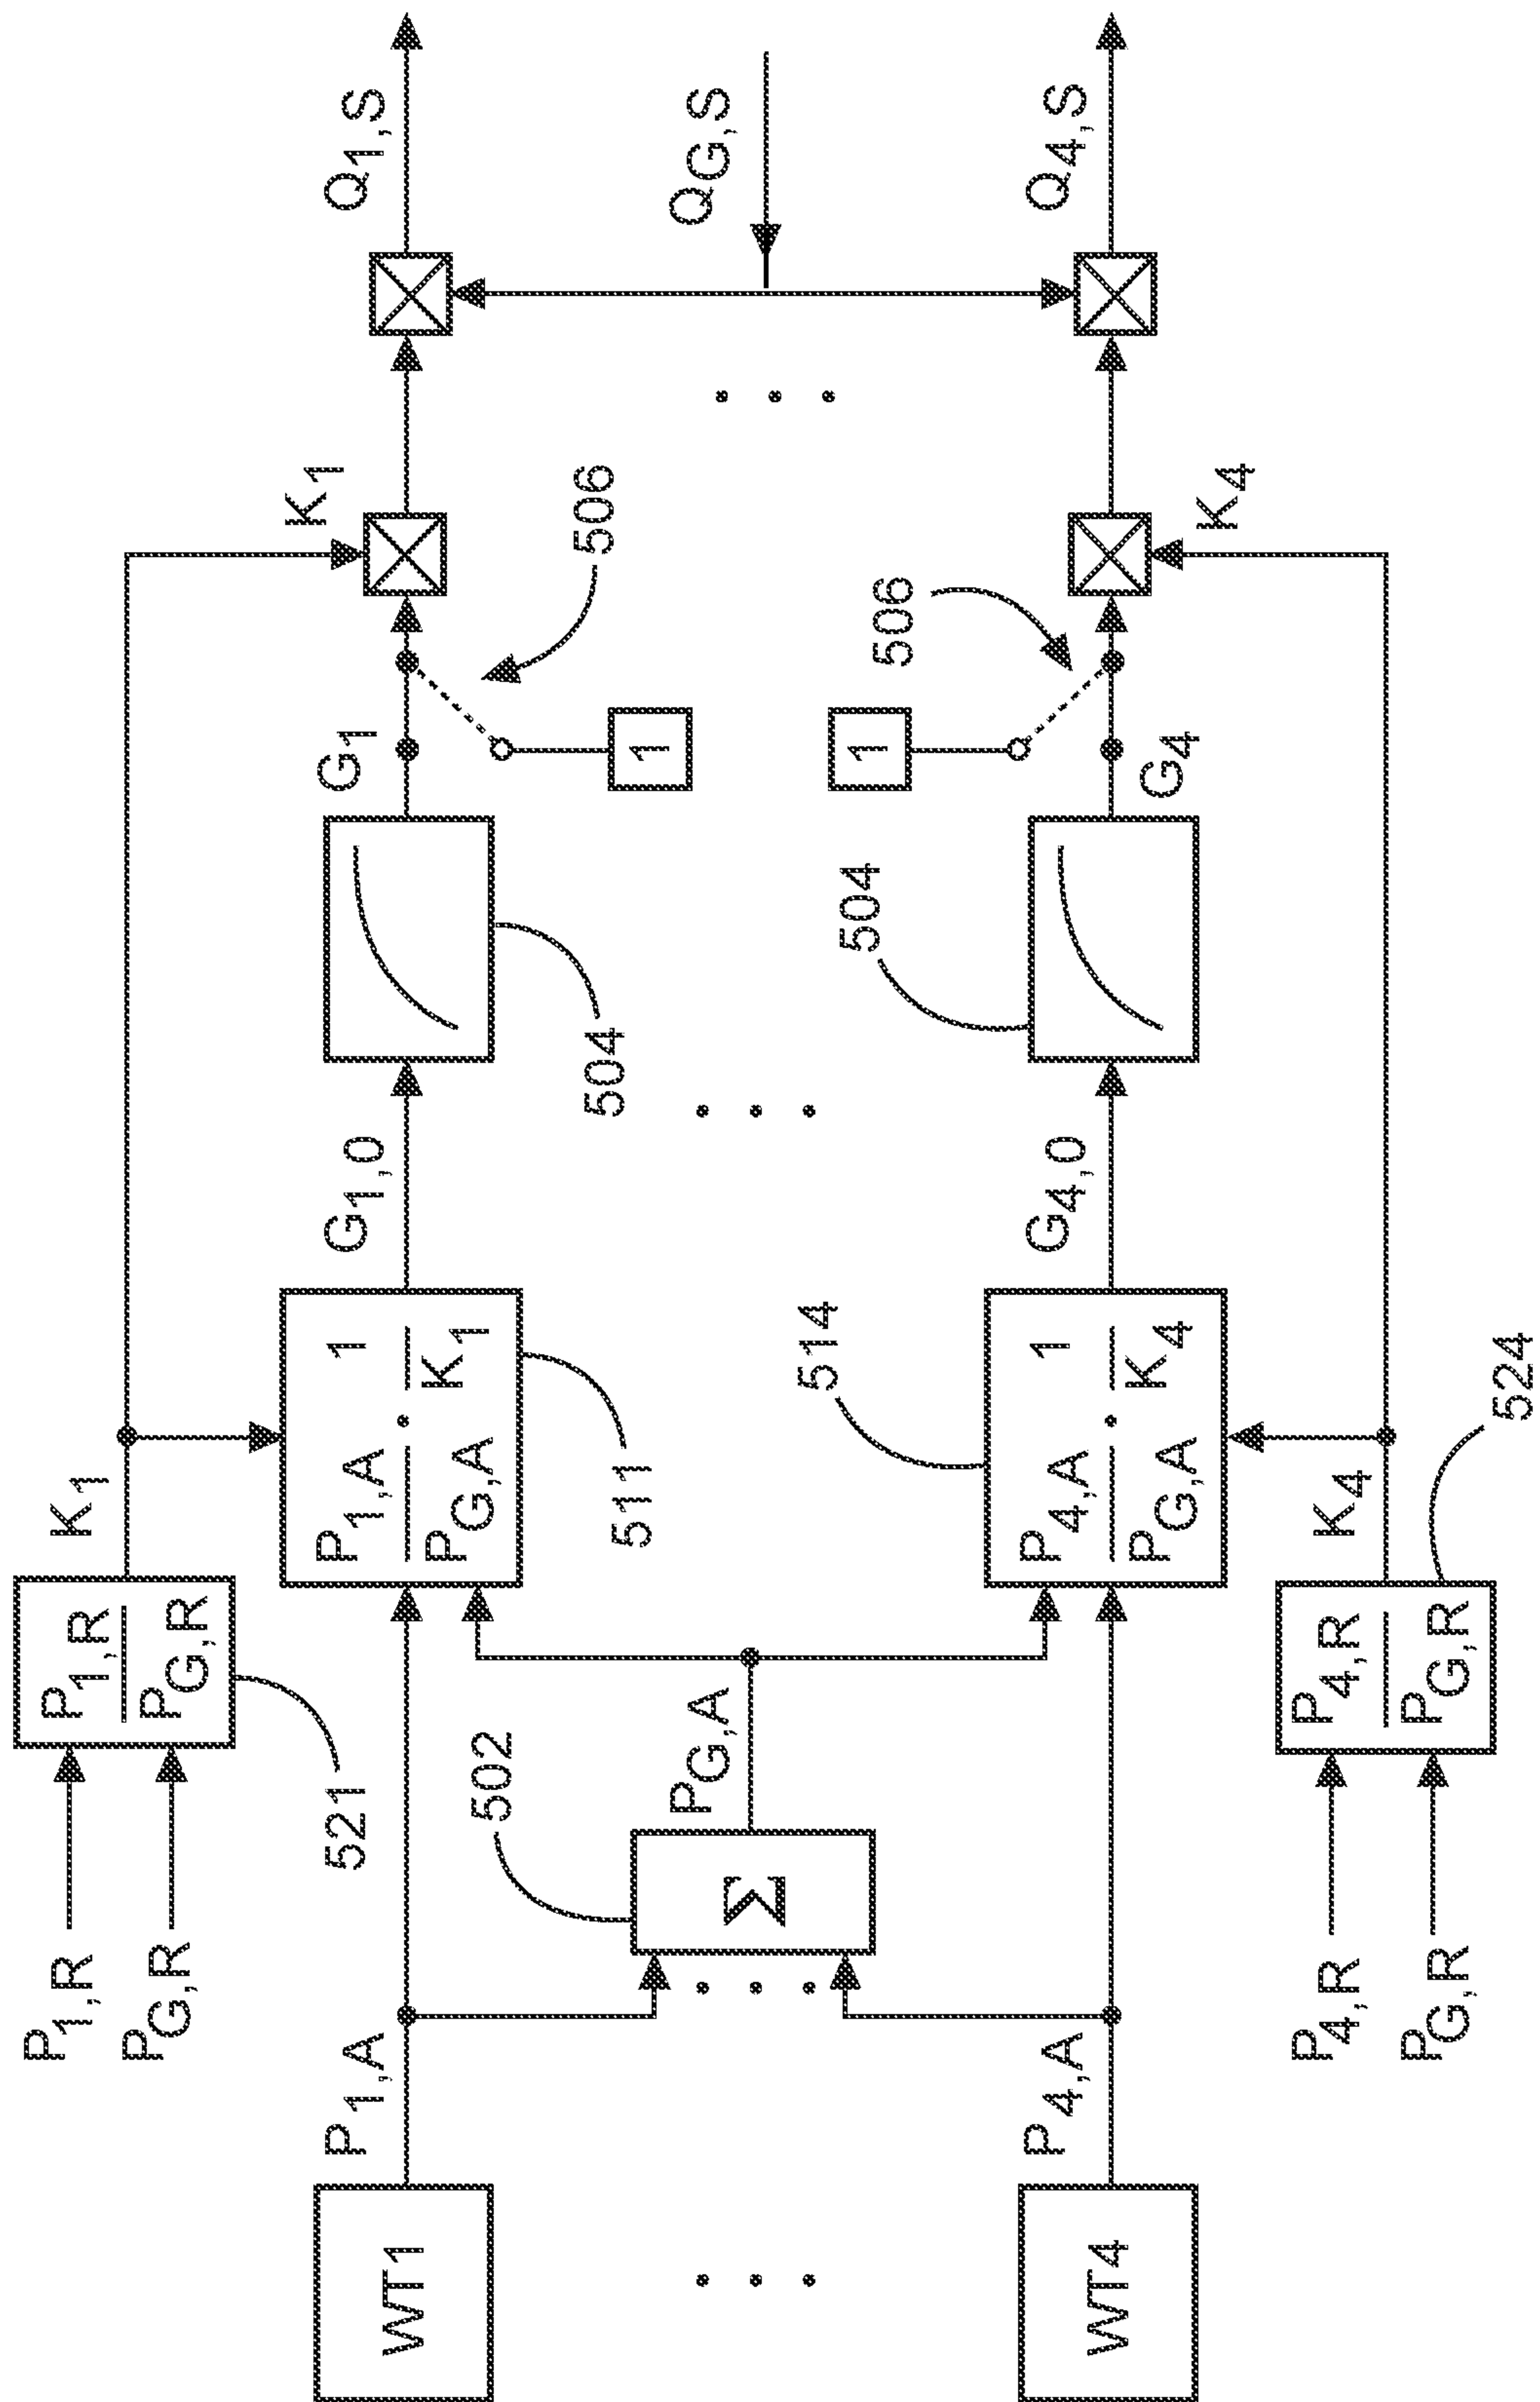 P1,R
PG,R
P1,R
PG,R
521
K1
K1
WT1
P1,A
P1,A
PG,A
1
K1
511
G1,0
504
G1
506
1
Q1,S
502
Σ
PG,A
QG,S
WT4
P4,A
P4,A
PG,A
1
K4
514
G4,0
504
G4
506
1
K4
Q4,S
P4,R
PG,R
P4,R
PG,R
524
K4